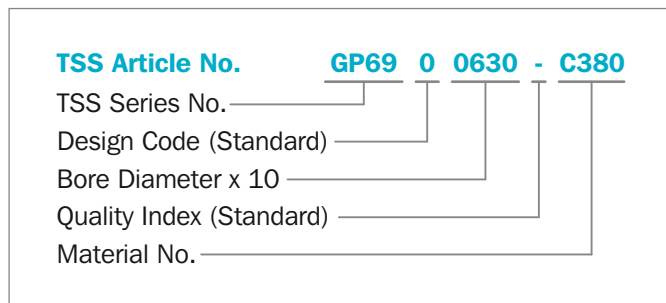 TSS Article No. GP69 0 0630 - C380
TSS Series No.
Design Code (Standard)
Bore Diameter x 10
Quality Index (Standard)
Material No.